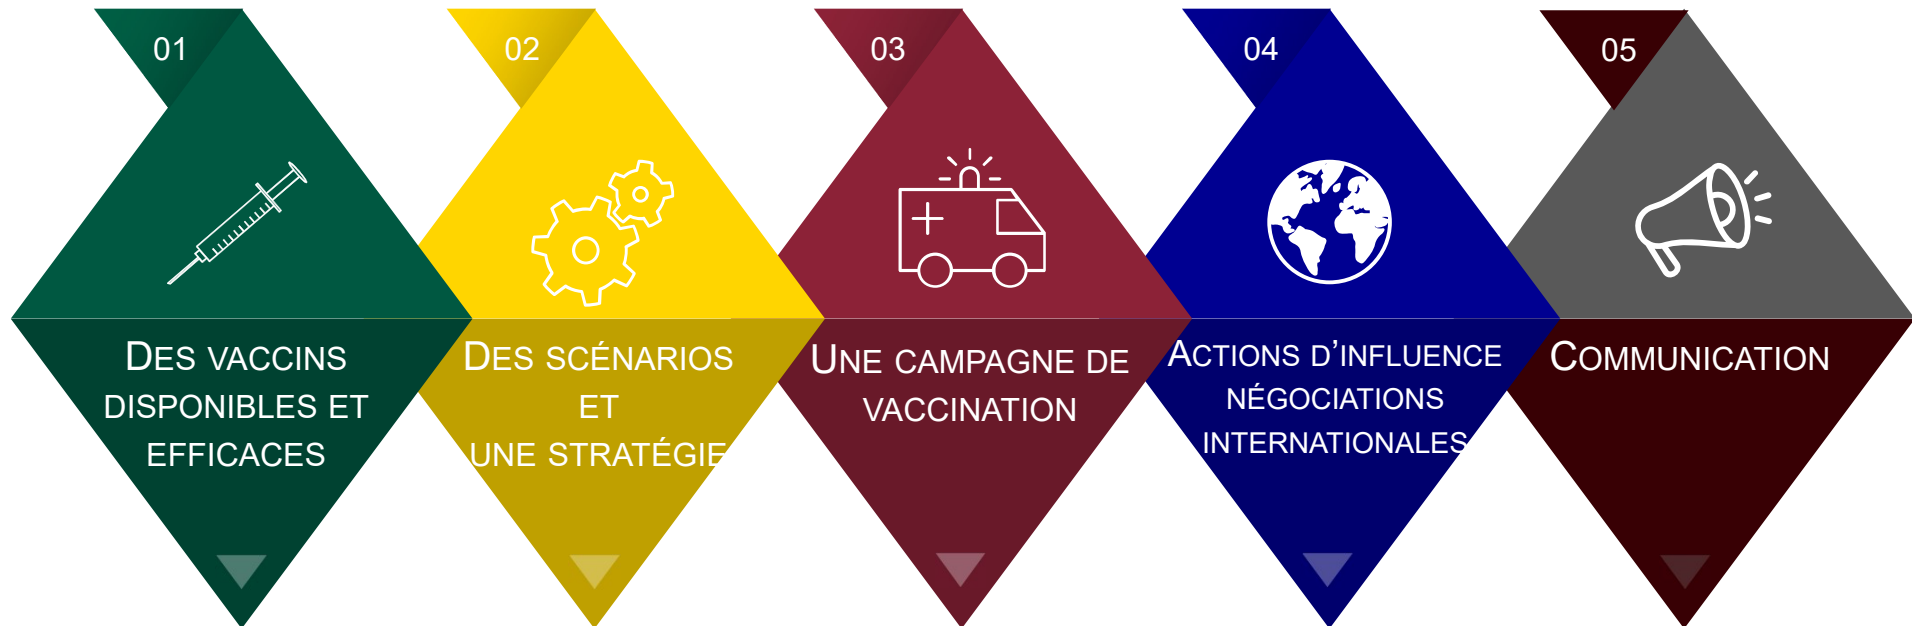 01
DES VACCINS
DISPONIBLES ET
EFFICACES
02
DES SCÉNARIOS
ET
UNE STRATÉGIE
03
UNE CAMPAGNE DE
VACCINATION
04
ACTIONS D’INFLUENCE
NÉGOCIATIONS
INTERNATIONALES
05
COMMUNICATION